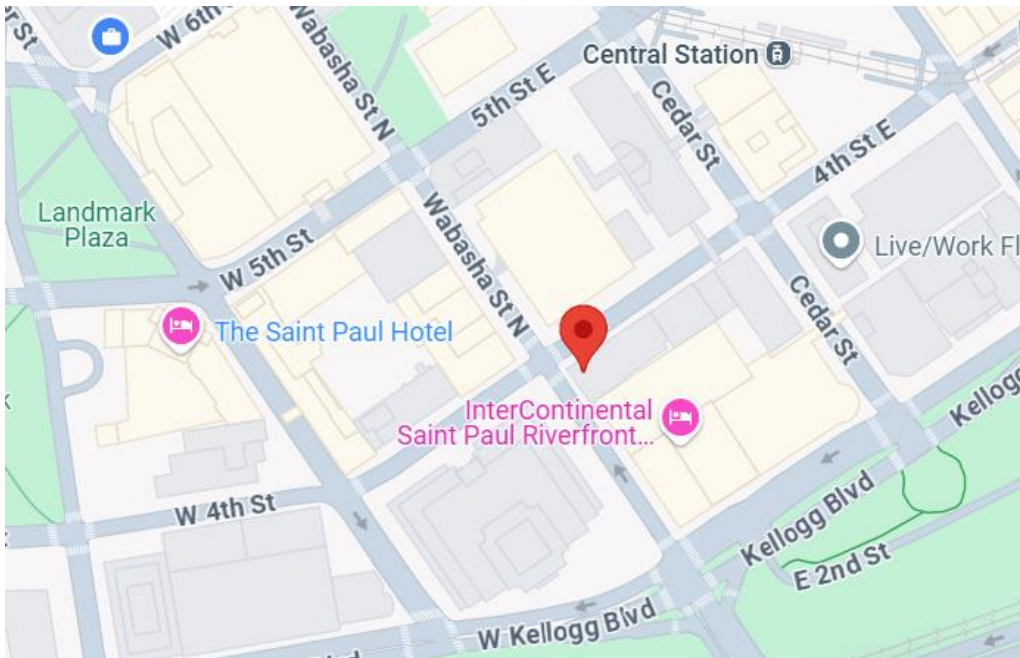 W 6th St
Wabasha St N
Central Station
5th St E
Cedar St
4th St E
Landmark
Plaza
W 5th St
Wabasha St N
Live/Work Fl
Cedar St
The Saint Paul Hotel
InterContinental
Saint Paul Riverfront...
Kellogg
W 4th St
Kellogg Blvd
E 2nd St
W Kellogg Blvd